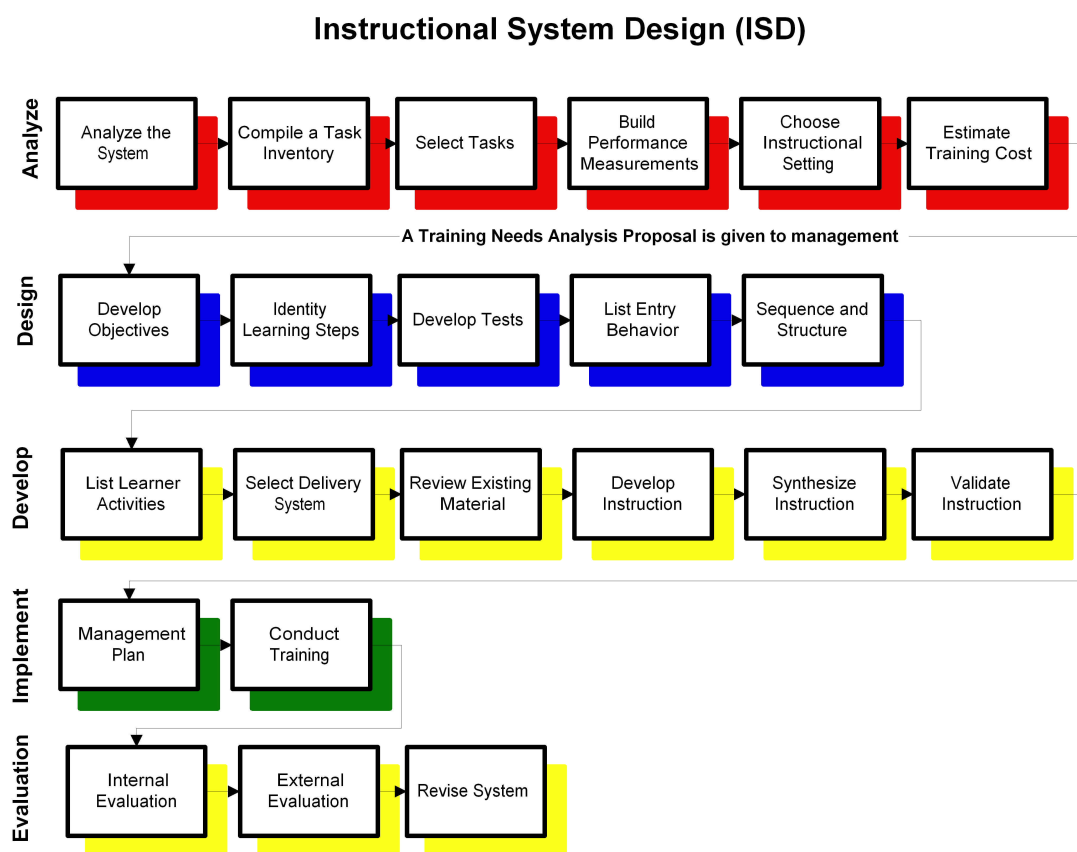 Instructional System Design (ISD)
Analyze
Analyze the
System
Compile a Task
Inventory
Select Tasks
Build
Performance
Measurements
Choose
Instructional
Setting
Estimate
Training Cost
A Training Needs Analysis Proposal is given to management
Design
Develop
Objectives
Identity
Learning Steps
Develop Tests
List Entry
Behavior
Sequence and
Structure
Develop
List Learner
Activities
Select Delivery
System
Review Existing
Material
Develop
Instruction
Synthesize
Instruction
Validate
Instruction
Implement
Management
Plan
Conduct
Training
Evaluation
Internal
Evaluation
External
Evaluation
Revise System